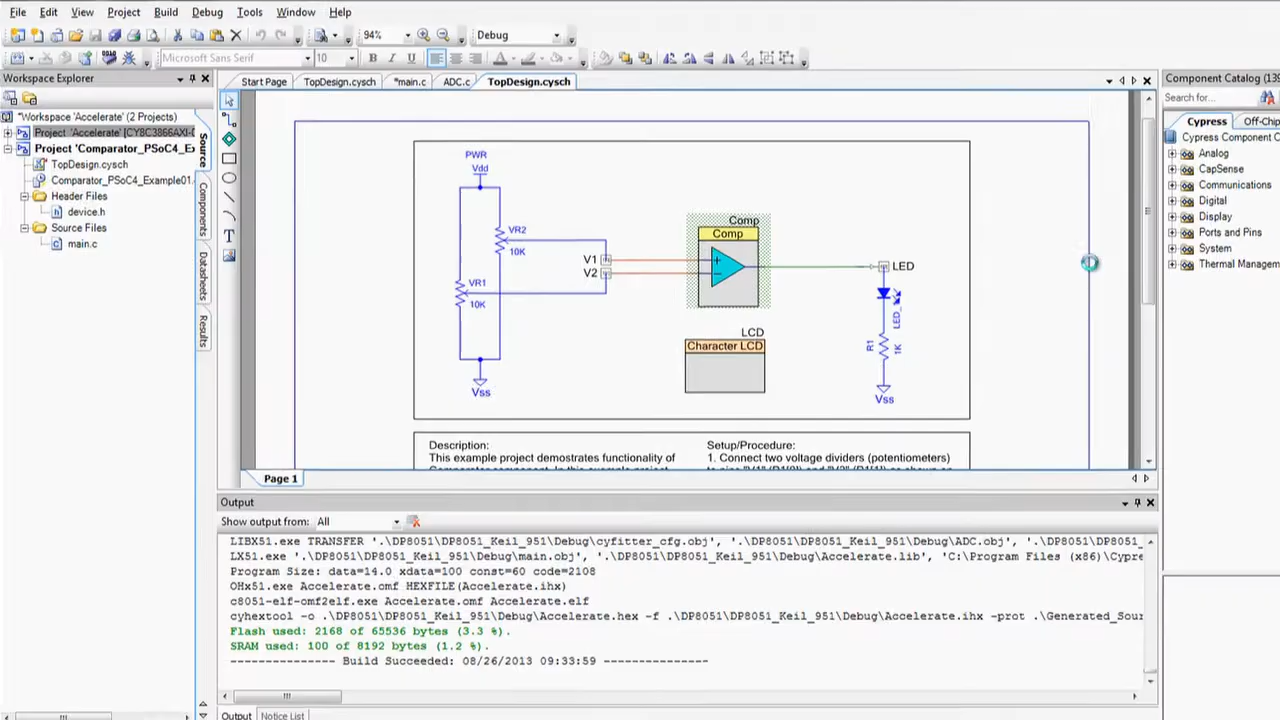 File Edit View Project Build Debug Tools Window Help
94% Debug
Microsoft Sans Serif 10 B I U
Workspace Explorer
"Workspace 'Accelerate' (2 Projects)
Project 'Accelerate' [CY8C3866AXI-0
Project 'Comparator_PSoC4_Ex
TopDesign.cysch
Comparator_PSoC4_Example01.
Header Files
device.h
Source Files
main.c
Source
Components
Datasheets
Results
Start Page TopDesign.cysch *main.c ADC.c TopDesign.cysch
PWR
Vdd
VR2
10K
VR1
10K
Vss
V1
V2
Comp
Comp
LCD
Character LCD
LED
LED_
R1
1K
Vss
Description:
This example project demostrates functionality of
Setup/Procedure:
1. Connect two voltage dividers (potentiometers)
Page 1
Component Catalog (139
Search for...
Cypress Off-Chip
Cypress Component C
Analog
CapSense
Communications
Digital
Display
Ports and Pins
System
Thermal Managem
Output
Show output from: All
LIBX51.exe TRANSFER '.\DP8051\DP8051_Keil_951\Debug\cyfitter_cfg.obj', '.\DP8051\DP8051_Keil_951\Debug\ADC.obj', '.\DP8051\DP8051_
LX51.exe '.\DP8051\DP8051_Keil_951\Debug\main.obj', '.\DP8051\DP8051_Keil_951\Debug\Accelerate.lib', 'C:\Program Files (x86)\Cypre
Program Size: data=14.0 xdata=100 const=60 code=2108
OHx51.exe Accelerate.omf HEXFILE(Accelerate.ihx)
c8051-elf-omf2elf.exe Accelerate.omf Accelerate.elf
cyhextool -o .\DP8051\DP8051_Keil_951\Debug\Accelerate.hex -f .\DP8051\DP8051_Keil_951\Debug\Accelerate.ihx -prot .\Generated_Sour
Flash used: 2168 of 65536 bytes (3.3 %).
SRAM used: 100 of 8192 bytes (1.2 %).
--------------- Build Succeeded: 08/26/2013 09:33:59 ---------------
Output Notice List